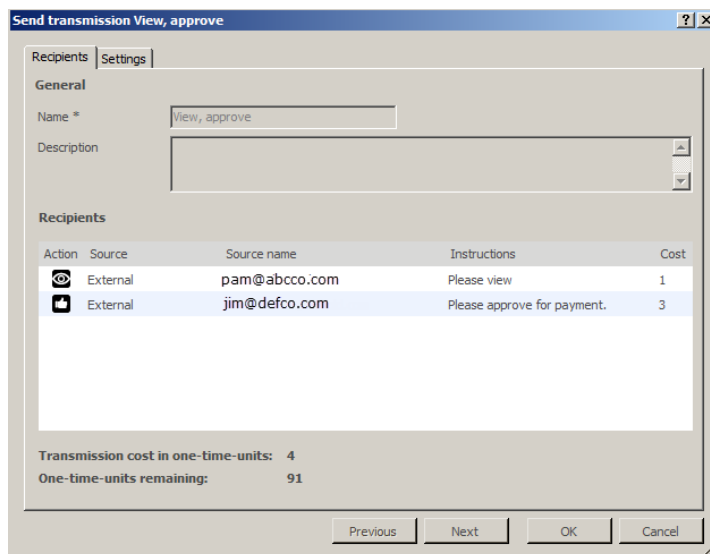 Send transmission View, approve
Recipients Settings
General
Name * View, approve
Description
Recipients
Action Source Source name Instructions Cost
External pam@abcco.com Please view 1
External jim@defco.com Please approve for payment. 3
Transmission cost in one-time-units: 4
One-time-units remaining: 91
Previous Next OK Cancel